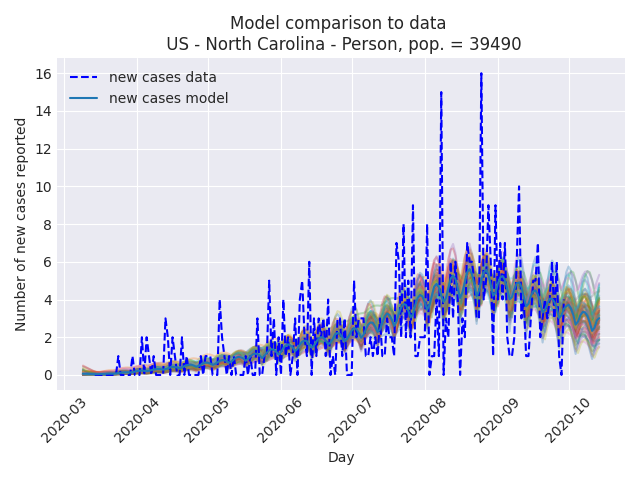 Model comparison to data
US - North Carolina - Person, pop. = 39490
new cases data
new cases model
Number of new cases reported
16
14
12
10
8
6
4
2
0
2020-03
2020-04
2020-05
2020-06
2020-07
2020-08
2020-09
2020-10
Day